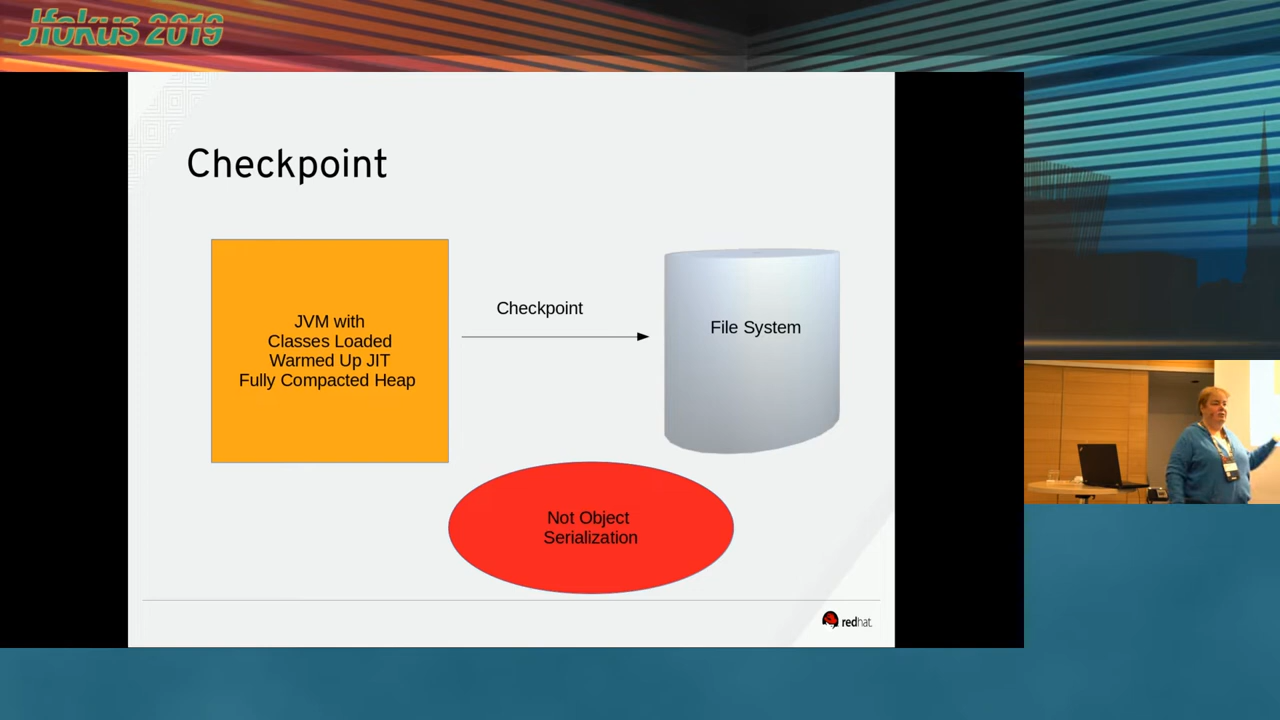 Jfokus 2019
Checkpoint
JVM with
Classes Loaded
Warmed Up JIT
Fully Compacted Heap
Checkpoint
File System
Not Object
Serialization
redhat.